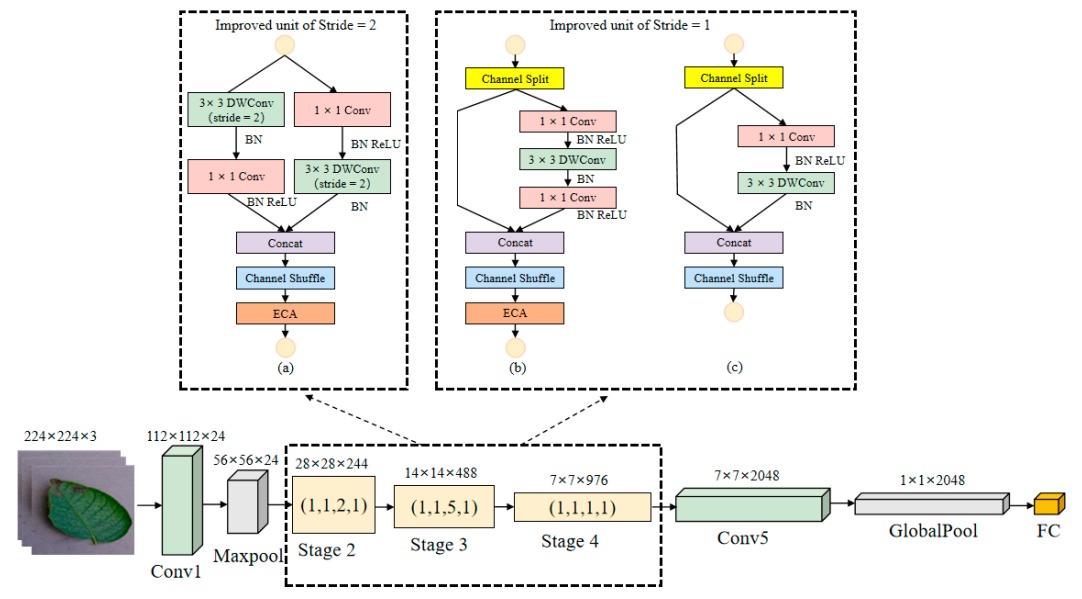 Improved unit of Stride = 2
3× 3 DWConv
(stride = 2)
1 × 1 Conv
BN
BN ReLU
1 × 1 Conv
3× 3 DWConv
(stride = 2)
BN ReLU
BN
Concat
Channel Shuffle
ECA
(a)
Improved unit of Stride = 1
Channel Split
1 × 1 Conv
BN ReLU
3 × 3 DWConv
BN
1 × 1 Conv
BN ReLU
Concat
Channel Shuffle
ECA
(b)
Channel Split
1 × 1 Conv
BN ReLU
3 × 3 DWConv
BN
Concat
Channel Shuffle
(c)
224×224×3
112×112×24
Conv1
56×56×24
Maxpool
28×28×244
(1,1,2,1)
Stage 2
14×14×488
(1,1,5,1)
Stage 3
7×7×976
(1,1,1,1)
Stage 4
7×7×2048
Conv5
1×1×2048
GlobalPool
FC